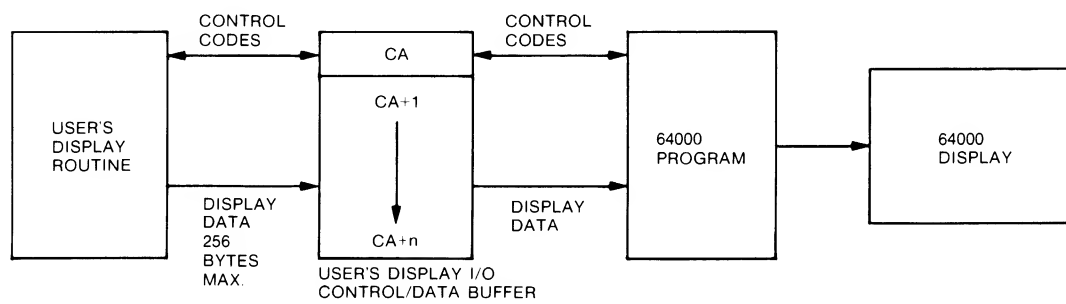 CONTROL
CODES
CONTROL
CODES
CA
CA+1
USER'S
DISPLAY
ROUTINE
64000
PROGRAM
64000
DISPLAY
DISPLAY
DATA
256
BYTES
MAX.
DISPLAY
DATA
CA+n
USER'S DISPLAY I/O
CONTROL/DATA BUFFER